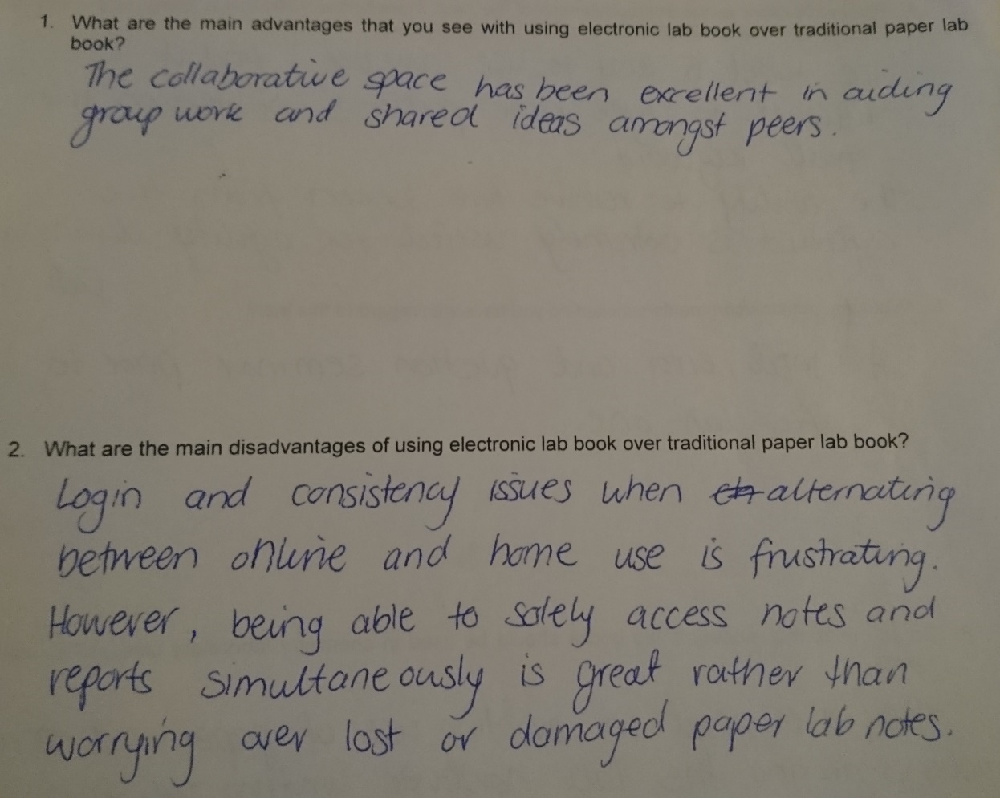 1. What are the main advantages that you see with using electronic lab book over traditional paper lab
book?
The collaborative space has been excellent in aiding
group work and shared ideas amongst peers.
2. What are the main disadvantages of using electronic lab book over traditional paper lab book?
Login and consistency issues when alternating
between online and home use is frustrating.
However, being able to solely access notes and
reports simultaneously is great rather than
worrying over lost or damaged paper lab notes.